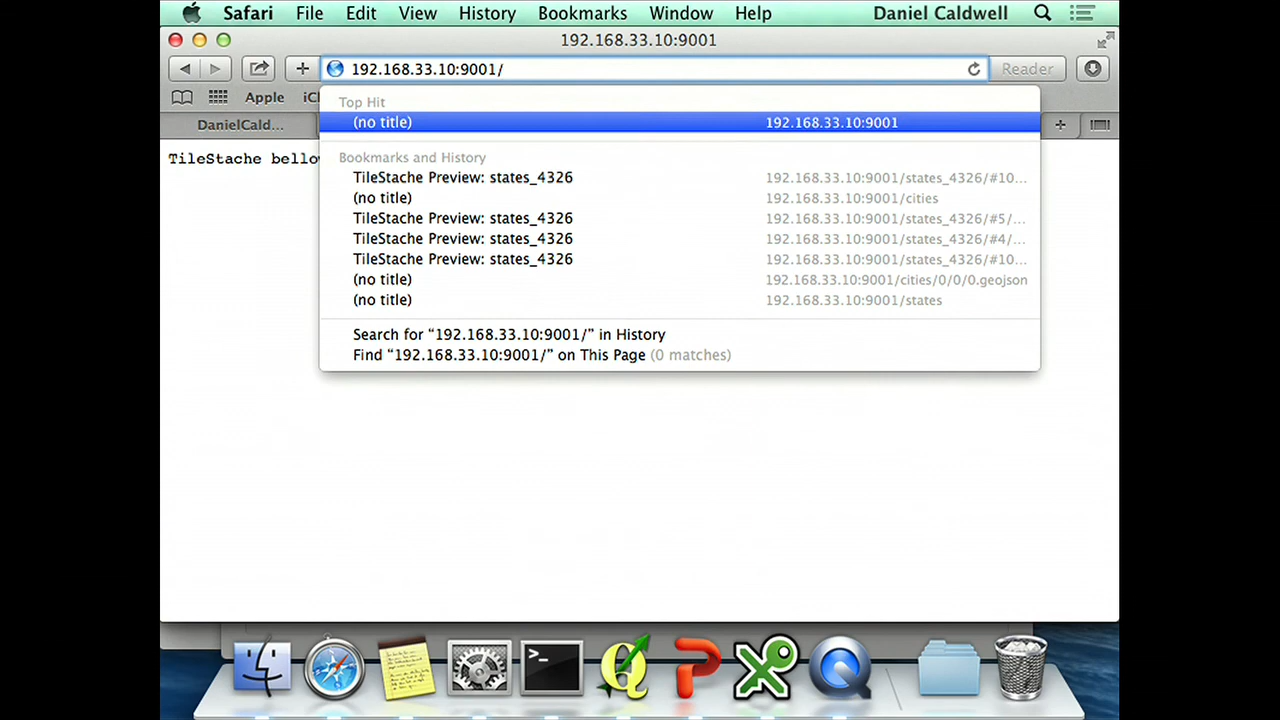 Safari File Edit View History Bookmarks Window Help Daniel Caldwell
192.168.33.10:9001
192.168.33.10:9001/ Reader
Apple
DanielCald...
Top Hit
(no title) 192.168.33.10:9001
TileStache
Bookmarks and History
TileStache Preview: states_4326 192.168.33.10:9001/states_4326/#10...
(no title) 192.168.33.10:9001/cities
TileStache Preview: states_4326 192.168.33.10:9001/states_4326/#5/...
TileStache Preview: states_4326 192.168.33.10:9001/states_4326/#4/...
TileStache Preview: states_4326 192.168.33.10:9001/states_4326/#10...
(no title) 192.168.33.10:9001/cities/0/0/0.geojson
(no title) 192.168.33.10:9001/states
Search for “192.168.33.10:9001/” in History
Find “192.168.33.10:9001/” on This Page (0 matches)
>_